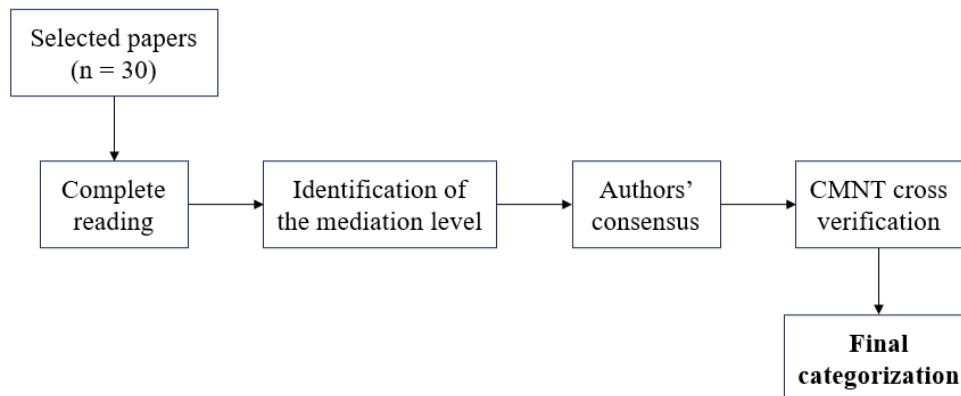 Selected papers
(n = 30)
Complete
reading
Identification of
the mediation level
Authors’
consensus
CMNT cross
verification
Final
categorization